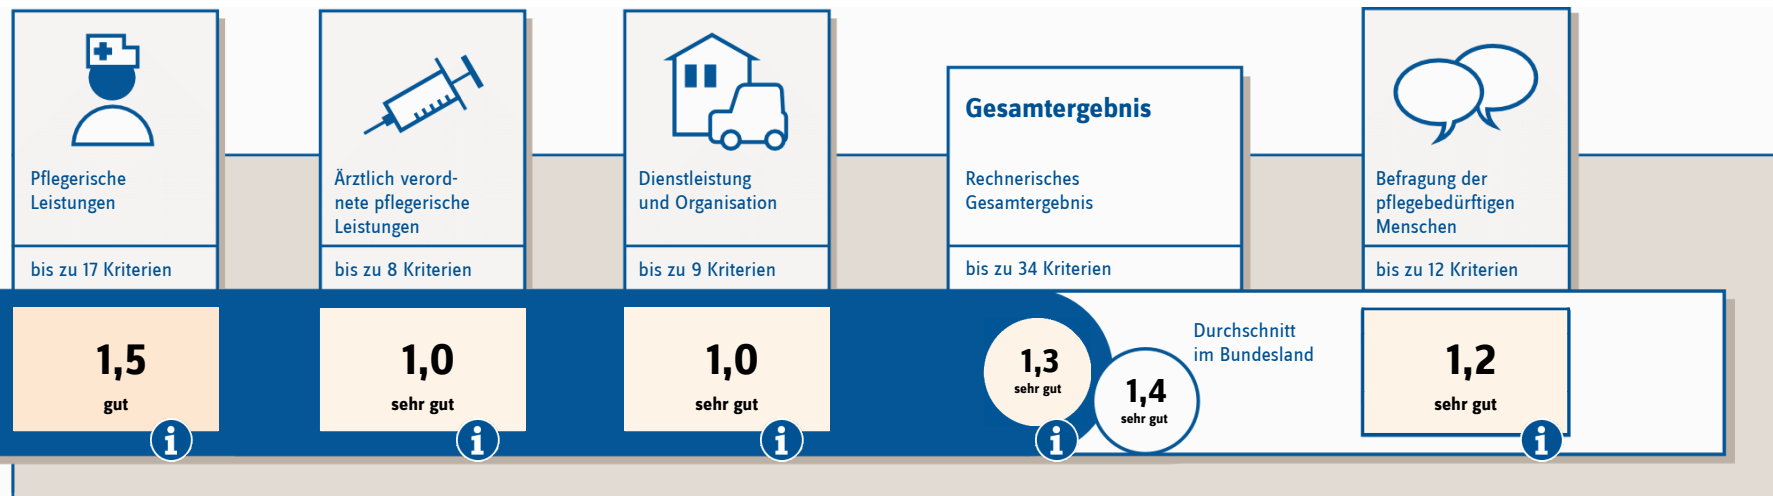 Pflegerische
Leistungen
bis zu 17 Kriterien
1,5
gut
i
Ärztlich verord-
nete pflegerische
Leistungen
bis zu 8 Kriterien
1,0
sehr gut
i
Dienstleistung
und Organisation
bis zu 9 Kriterien
1,0
sehr gut
i
Gesamtergebnis
Rechnerisches
Gesamtergebnis
bis zu 34 Kriterien
1,3
sehr gut
i
1,4
sehr gut
Durchschnitt
im Bundesland
Befragung der
pflegebedürftigen
Menschen
bis zu 12 Kriterien
1,2
sehr gut
i